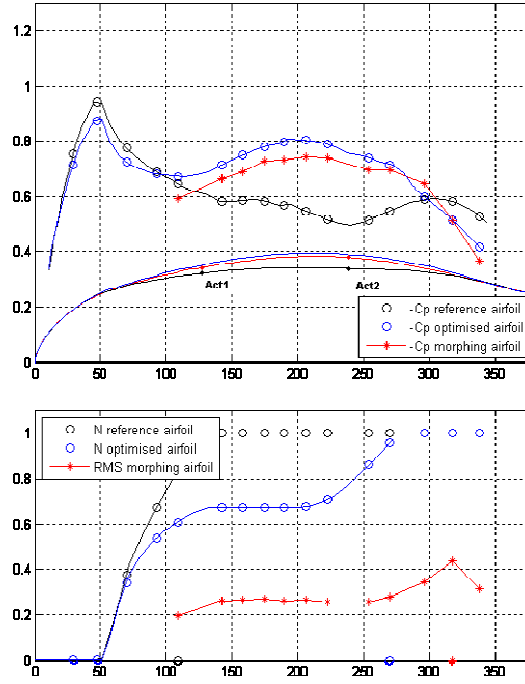 1.2
1
0.8
0.6
0.4
0.2
0
Act1
Act2
-Cp reference airfoil
-Cp optimised airfoil
-Cp morphing airfoil
0 50 100 150 200 250 300 350
N reference airfoil
N optimised airfoil
RMS morphing airfoil
1
0.8
0.6
0.4
0.2
0
0 50 100 150 200 250 300 350